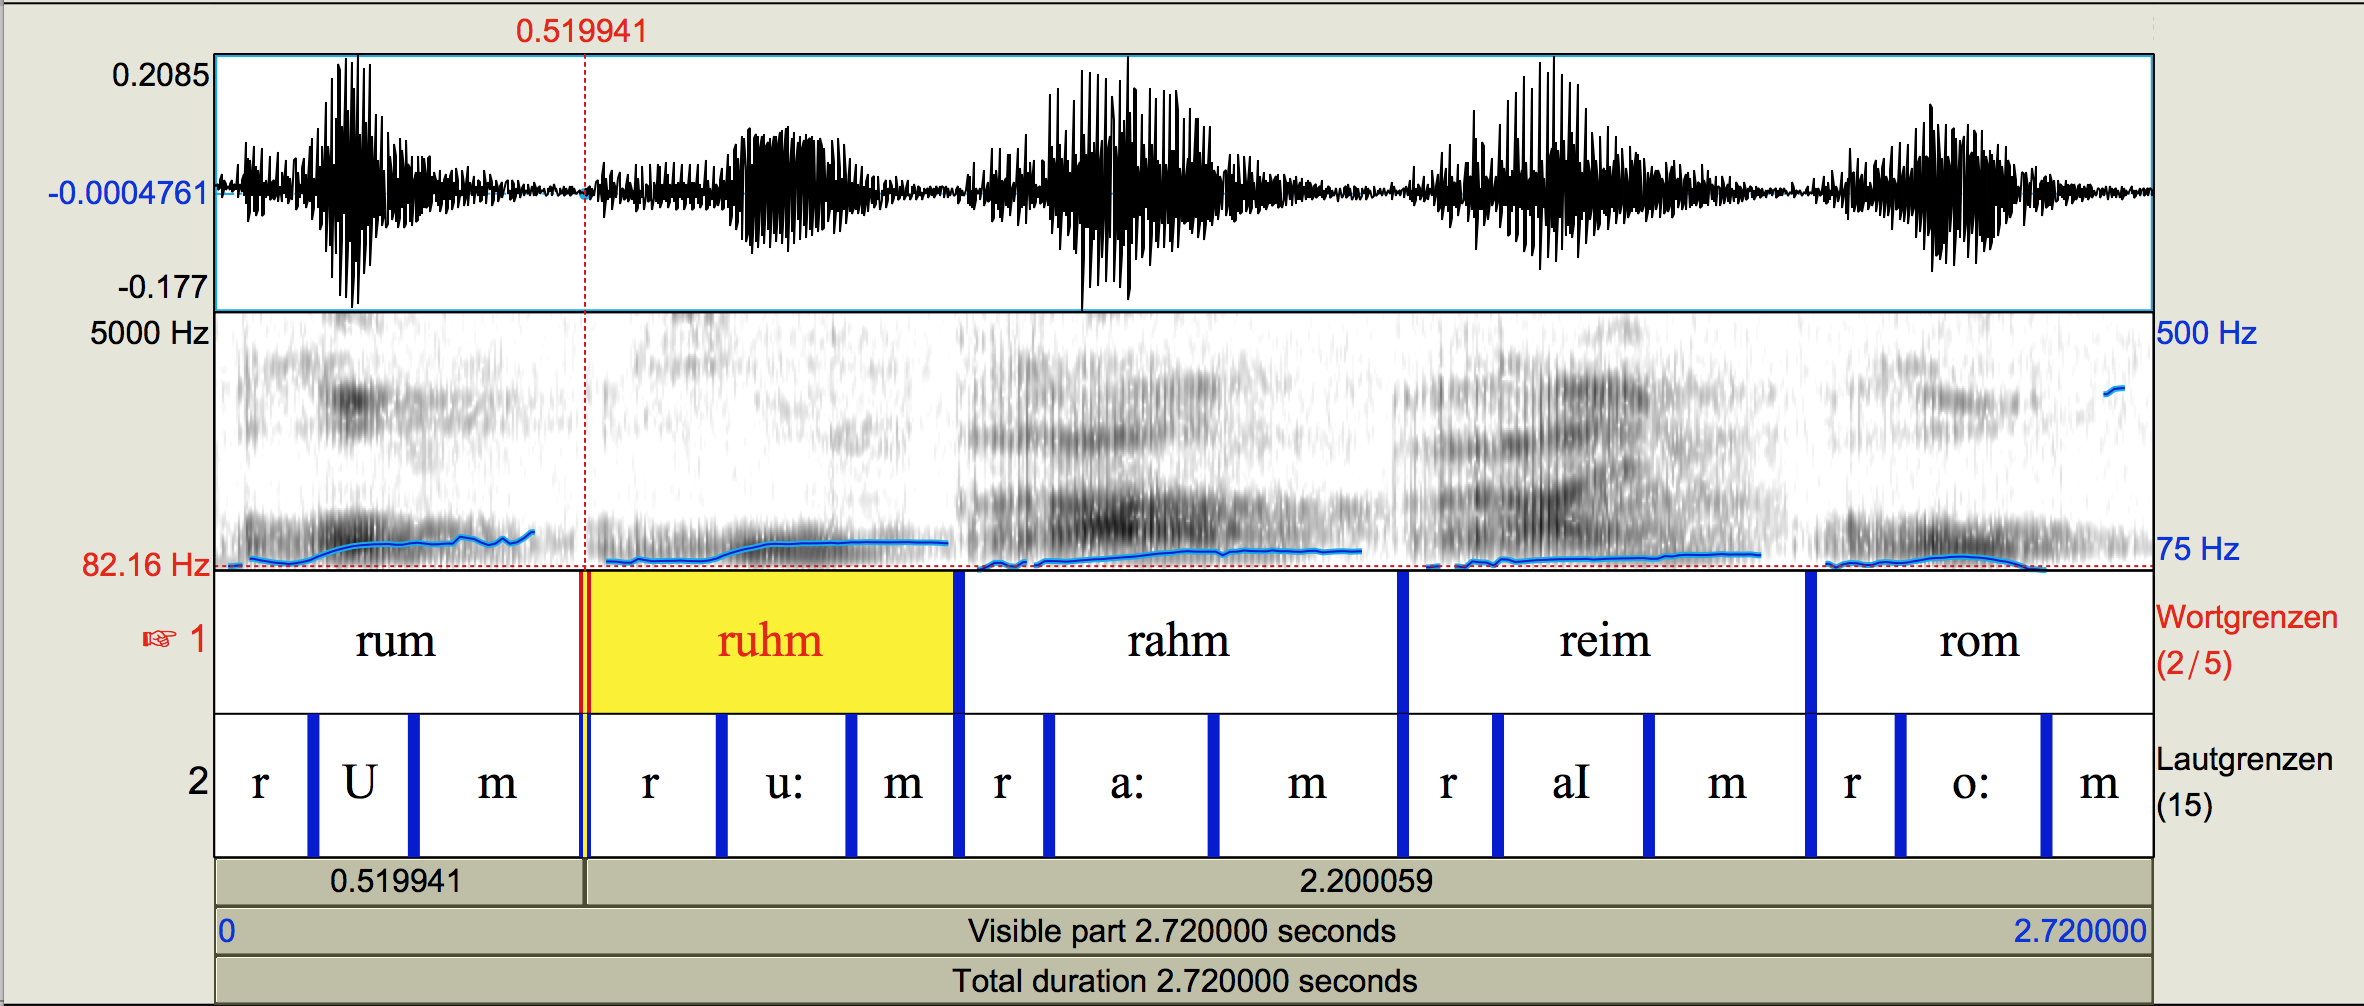 0.519941
0.2085
-0.0004761
-0.177
5000 Hz
500 Hz
82.16 Hz
75 Hz
☞ 1
rum ruhm rahm reim rom
Wortgrenzen
(2/5)
2
r U m r u: m r a: m r aI m r o: m
Lautgrenzen
(15)
0.519941 2.200059
0 Visible part 2.720000 seconds 2.720000
Total duration 2.720000 seconds